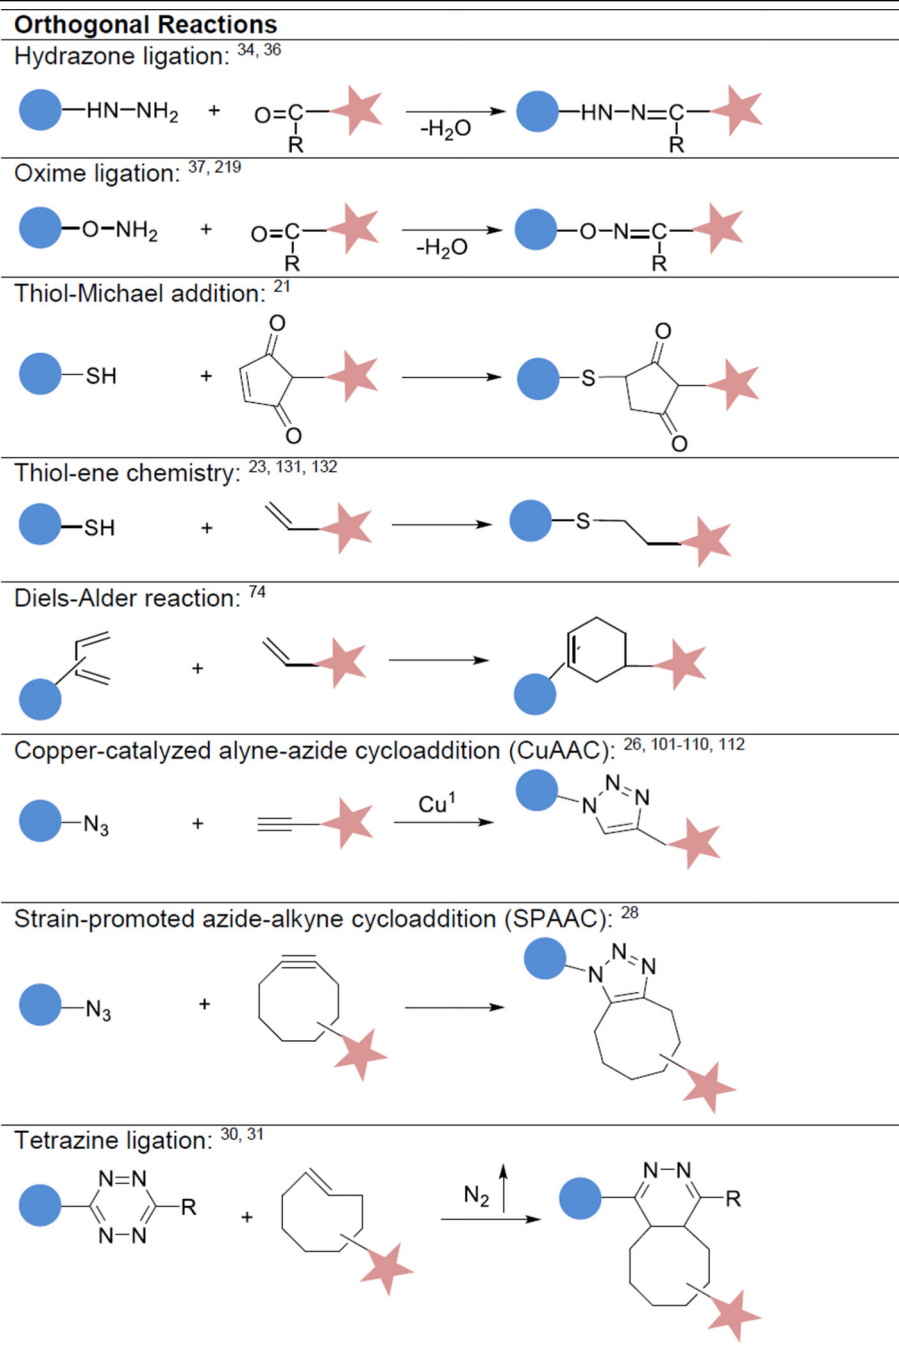 Orthogonal Reactions
Hydrazone ligation: 34, 36
HN–NH2 + O=C R -H2O HN–N=C R
Oxime ligation: 37, 219
O–NH2 + O=C R -H2O O–N=C R
Thiol-Michael addition: 21
SH + O O S O O
Thiol-ene chemistry: 23, 131, 132
SH + S
Diels-Alder reaction: 74
+
Copper-catalyzed alyne-azide cycloaddition (CuAAC): 26, 101-110, 112
N3 + Cu1 N N N
Strain-promoted azide-alkyne cycloaddition (SPAAC): 28
N3 + N N N
Tetrazine ligation: 30, 31
N=N N–N R + N2 N–N R